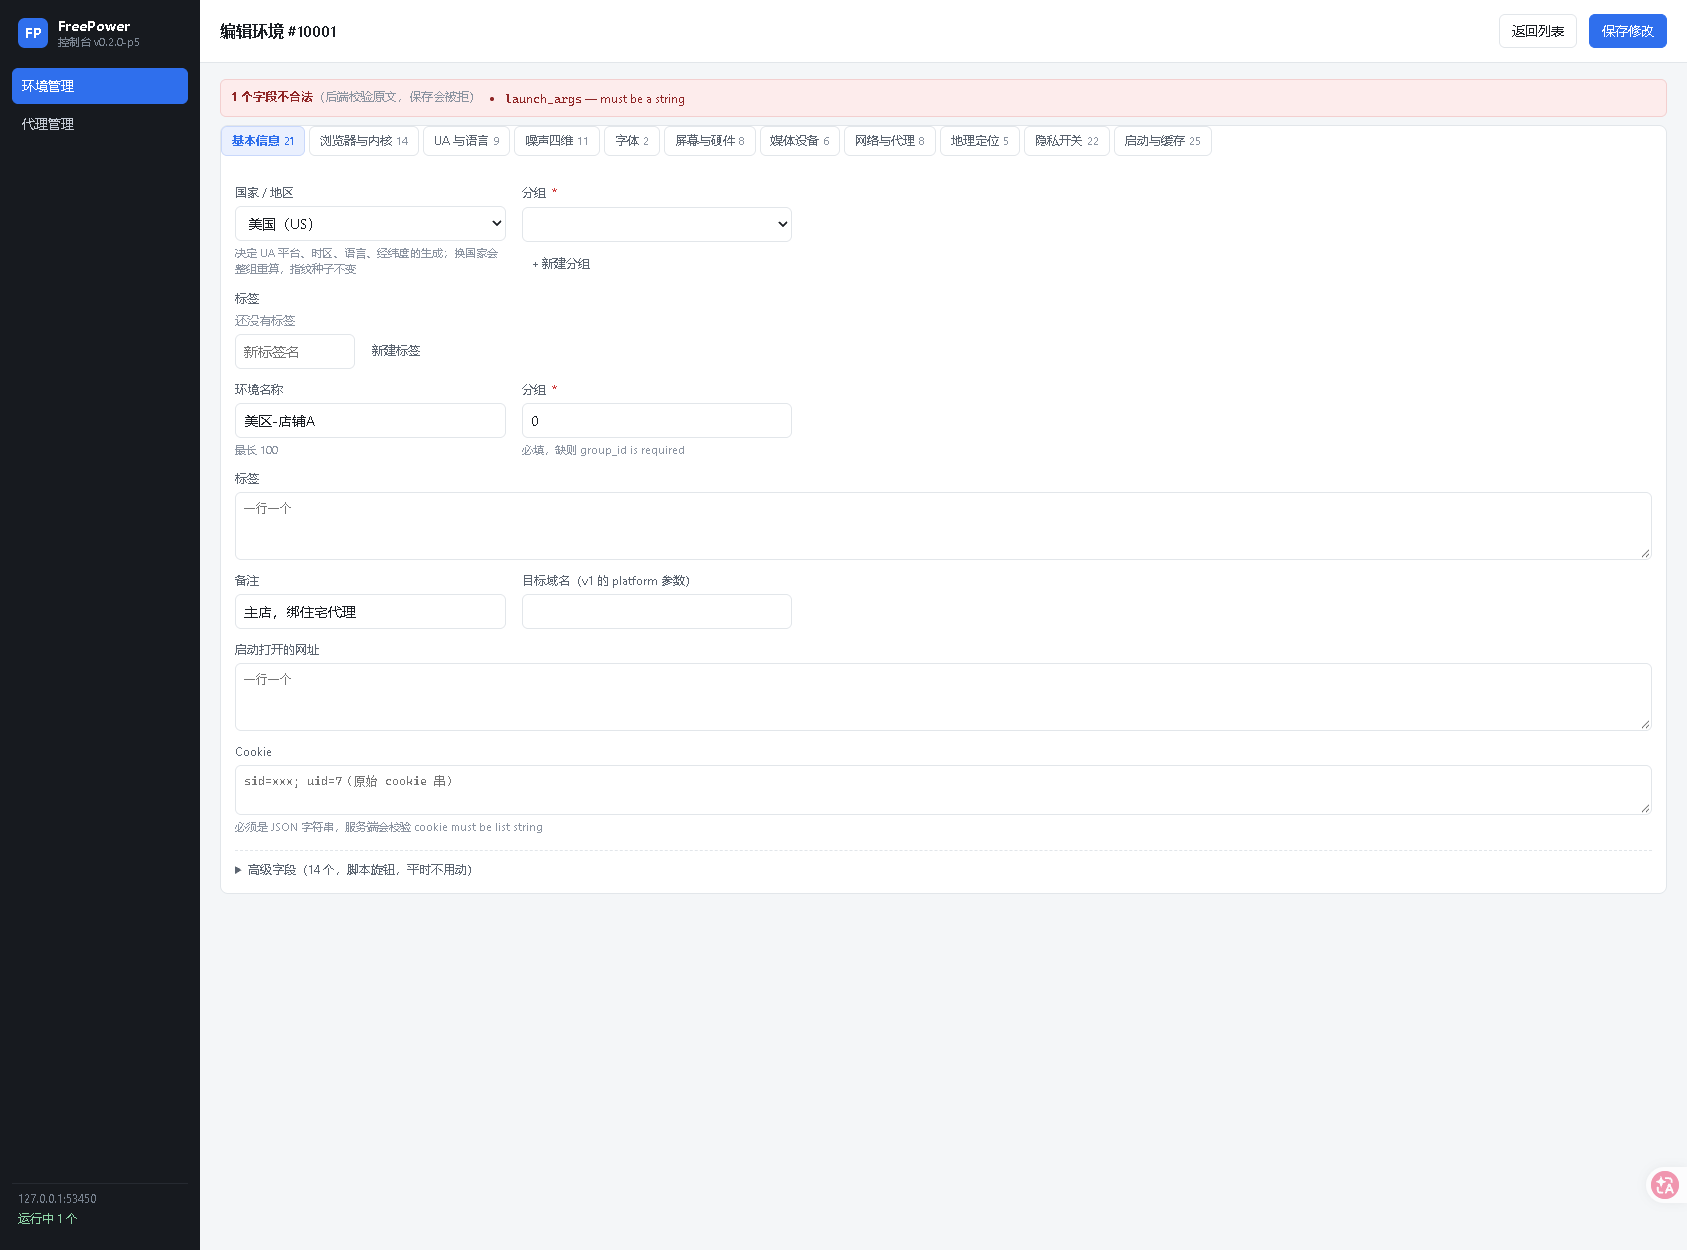 FP
FreePower
控制台 v0.2.0-p5
环境管理
代理管理
127.0.0.1:53450
运行中 1 个
编辑环境 #10001
返回列表
保存修改
1 个字段不合法（后端校验原文，保存会被拒）
• launch_args — must be a string
基本信息 21
浏览器与内核 14
UA 与语言 9
噪声四维 11
字体 2
屏幕与硬件 8
媒体设备 6
网络与代理 8
地理定位 5
隐私开关 22
启动与缓存 25
国家 / 地区
美国（US）
决定 UA 平台、时区、语言、经纬度的生成；换国家会
整组重算，指纹种子不变
分组 *
+ 新建分组
标签
还没有标签
新标签名
新建标签
环境名称
美区-店铺A
最长 100
分组 *
0
必填，缺则 group_id is required
标签
一行一个
备注
主店，绑住宅代理
目标域名（v1 的 platform 参数）
启动打开的网址
一行一个
Cookie
sid=xxx; uid=7（原始 cookie 串）
必须是 JSON 字符串，服务端会校验 cookie must be list string
▶ 高级字段（14 个，脚本旋钮，平时不用动）